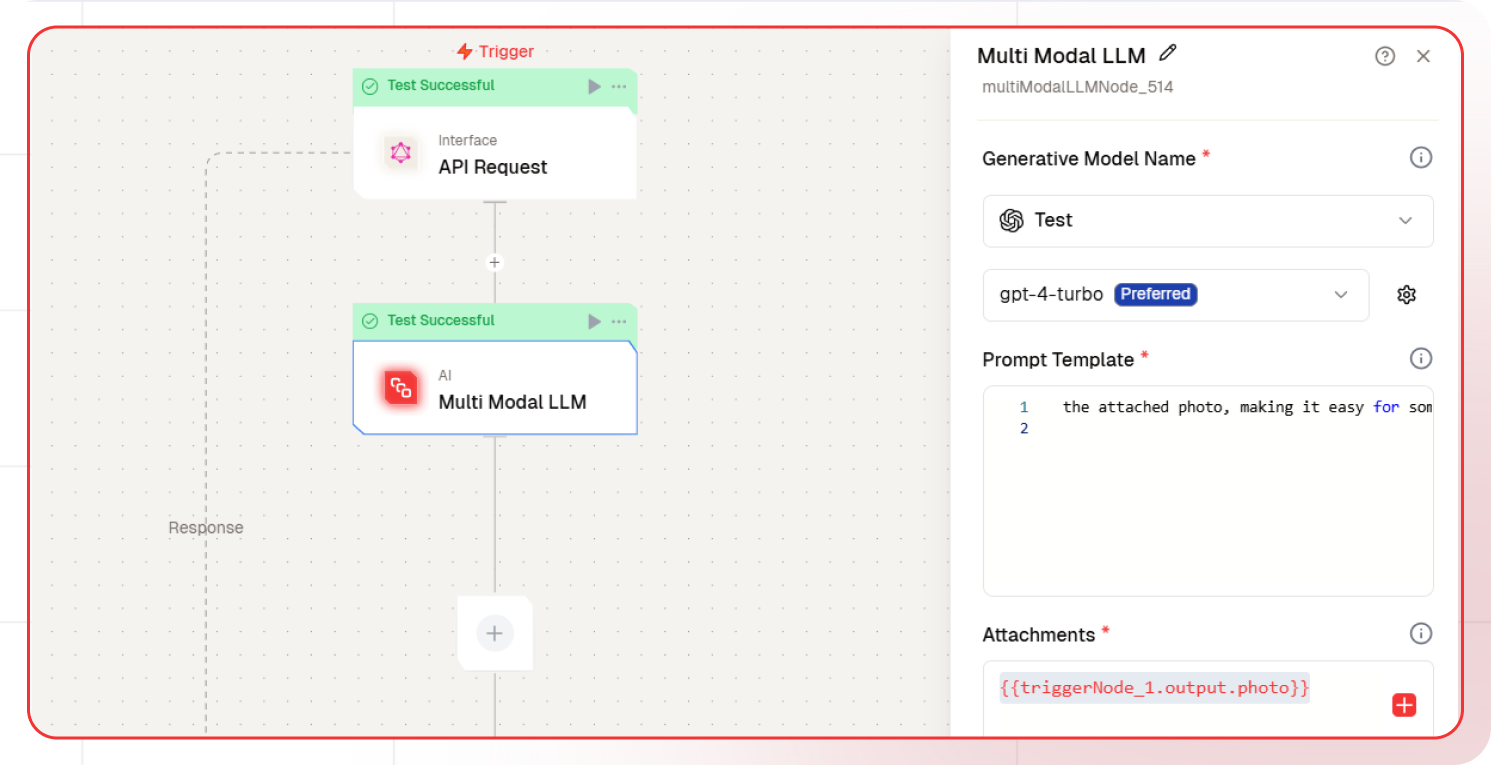 Trigger
Test Successful
Interface
API Request
Test Successful
AI
Multi Modal LLM
Response
Multi Modal LLM
multiModalLLMNode_514
Generative Model Name *
Test
gpt-4-turbo Preferred
Prompt Template *
1 the attached photo, making it easy for som
2
Attachments *
{{triggerNode_1.output.photo}}